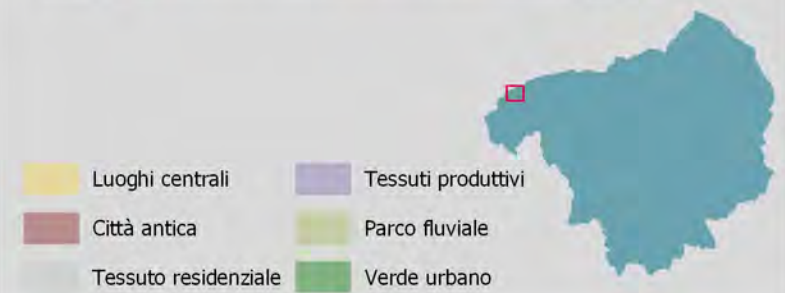 Luoghi centrali
Città antica
Tessuto residenziale
Tessuti produttivi
Parco fluviale
Verde urbano